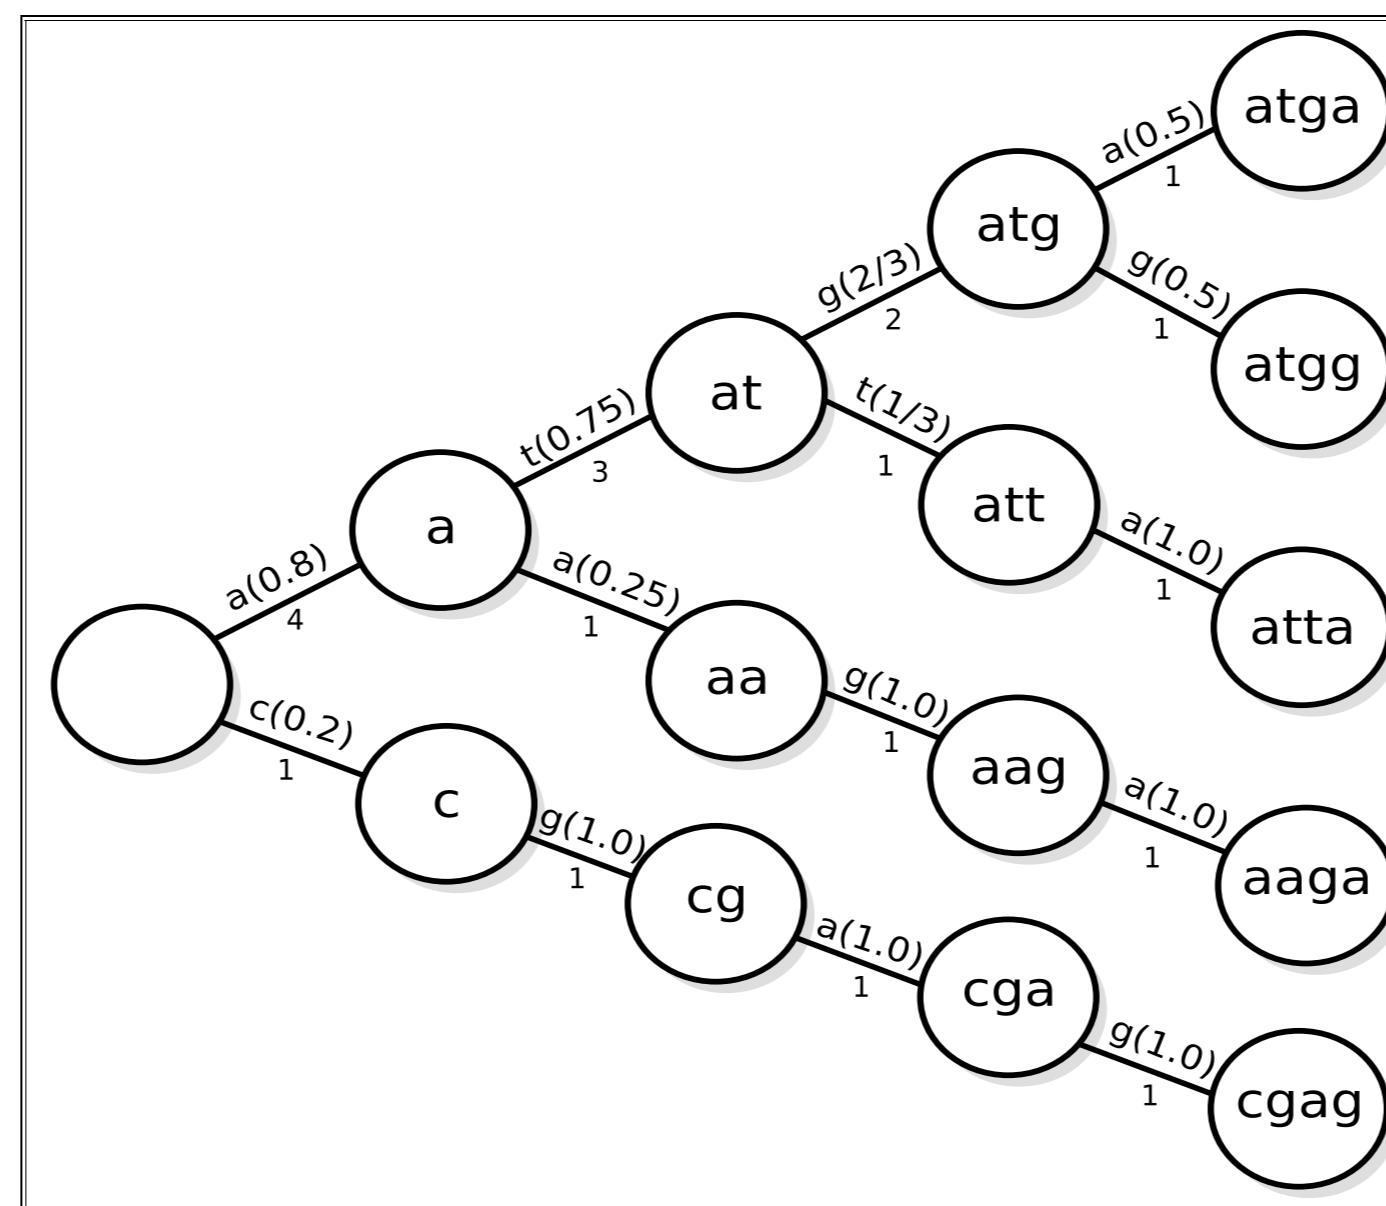 atga
a(0.5)
1
atg
g(0.5)
1
g(2/3)
2
atgg
at
t(1/3)
1
t(0.75)
3
att
a(1.0)
1
a
a(0.8)
4
a(0.25)
1
atta
aa
g(1.0)
1
c(0.2)
1
aag
a(1.0)
1
c
g(1.0)
1
aaga
cg
a(1.0)
1
cga
g(1.0)
1
cgag